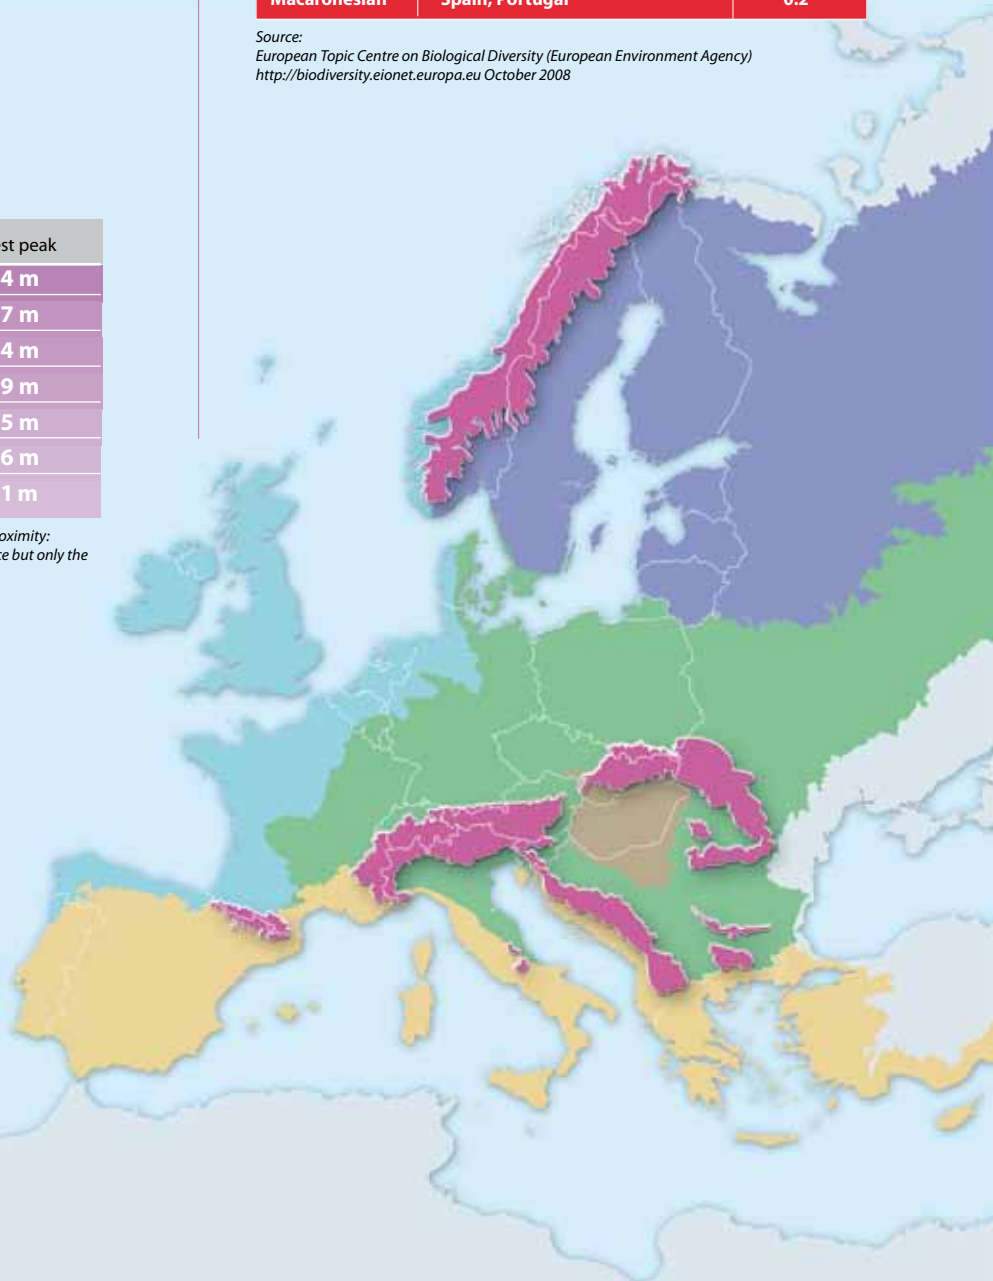 Macaronesian Spain, Portugal 0.2
Source:
European Topic Centre on Biological Diversity (European Environment Agency)
http://biodiversity.eionet.europa.eu October 2008
st peak
4 m
7 m
4 m
9 m
5 m
6 m
1 m
oximity:
ce but only the